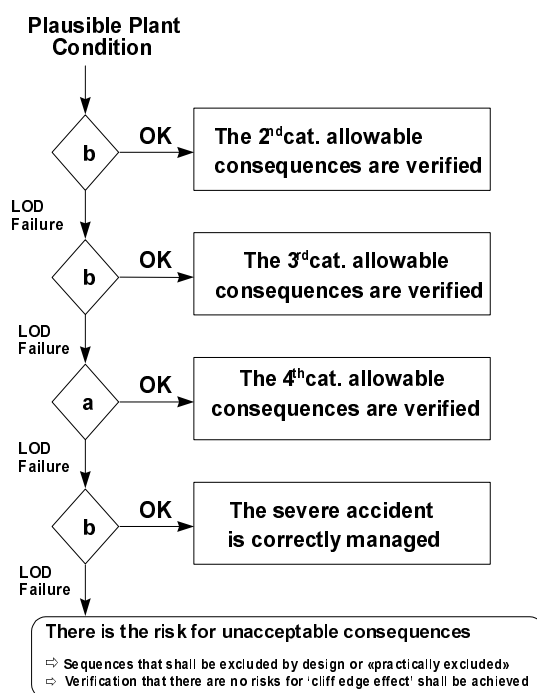 Plausible Plant
Condition
b
OK
The 2nd cat. allowable
consequences are verified
LOD
Failure
b
OK
The 3rd cat. allowable
consequences are verified
LOD
Failure
a
OK
The 4th cat. allowable
consequences are verified
LOD
Failure
b
OK
The severe accident
is correctly managed
LOD
Failure
There is the risk for unacceptable consequences
⇨ Sequences that shall be excluded by design or «practically excluded»
⇨ Verification that there are no risks for 'cliff edge effect' shall be achieved